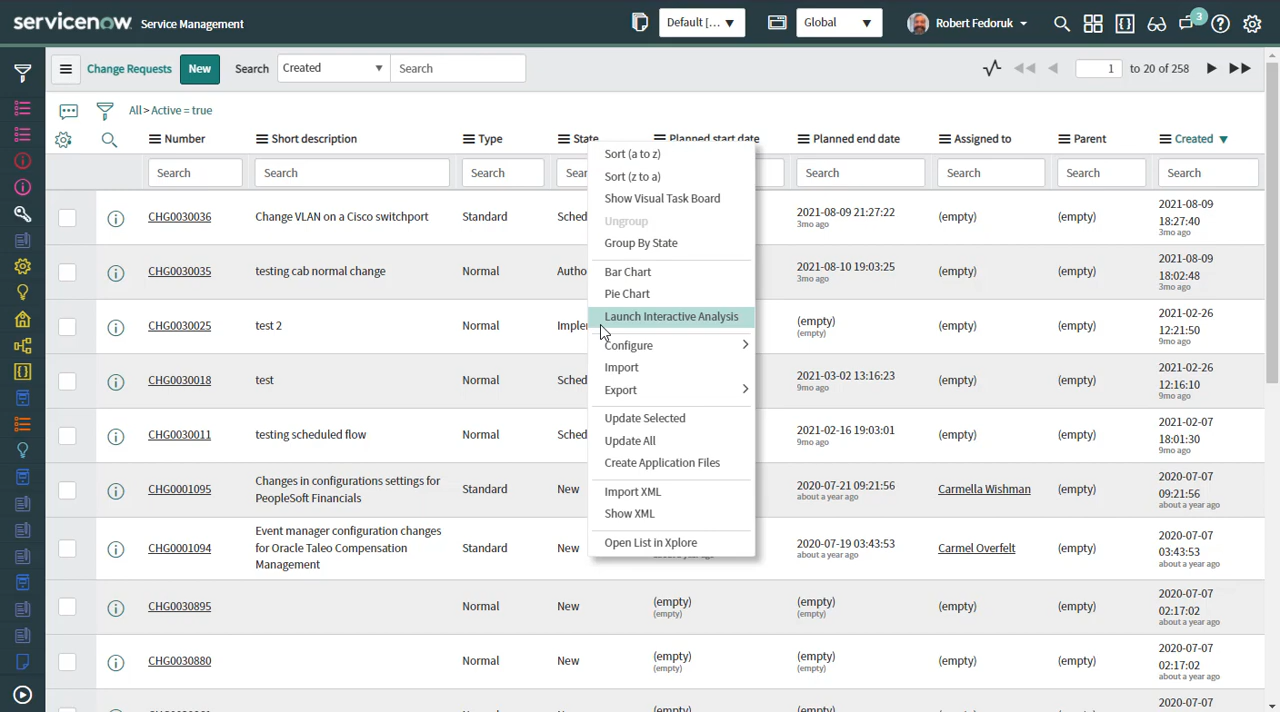 servicenow Service Management
Default [... ▼
Global ▼
Robert Fedoruk
3
Change Requests New Search Created Search
1 to 20 of 258
All > Active = true
Number Short description Type State Planned start date Planned end date Assigned to Parent Created ▼
Search Search Search Sear Search Search Search Search
CHG0030036 Change VLAN on a Cisco switchport Standard Sched 2021-08-09 21:27:22 (empty) (empty) 2021-08-09
18:27:40
3mo ago 3mo ago
CHG0030035 testing cab normal change Normal Autho 2021-08-10 19:03:25 (empty) (empty) 2021-08-09
18:02:48
3mo ago 3mo ago
CHG0030025 test 2 Normal Imple (empty) (empty) (empty) 2021-02-26
12:21:50
(empty) 9mo ago
CHG0030018 test Normal Sched 2021-03-02 13:16:23 (empty) (empty) 2021-02-26
12:16:10
9mo ago 9mo ago
CHG0030011 testing scheduled flow Normal Sched 2021-02-16 19:03:01 (empty) (empty) 2021-02-07
18:01:30
9mo ago 9mo ago
CHG0001095 Changes in configurations settings for
PeopleSoft Financials Standard New 2020-07-21 09:21:56 Carmella Wishman (empty) 2020-07-07
09:21:56
about a year ago about a year ago
CHG0001094 Event manager configuration changes
for Oracle Taleo Compensation
Management Standard New 2020-07-19 03:43:53 Carmel Overfelt (empty) 2020-07-07
03:43:53
about a year ago about a year ago
CHG0030895 Normal New (empty) (empty) (empty) (empty) 2020-07-07
02:17:02
(empty) (empty) about a year ago
CHG0030880 Normal New (empty) (empty) (empty) (empty) 2020-07-07
02:17:02
(empty) (empty) about a year ago
2020-07-07
Sort (a to z)
Sort (z to a)
Show Visual Task Board
Ungroup
Group By State
Bar Chart
Pie Chart
Launch Interactive Analysis
Configure
Import
Export
Update Selected
Update All
Create Application Files
Import XML
Show XML
Open List in Xplore